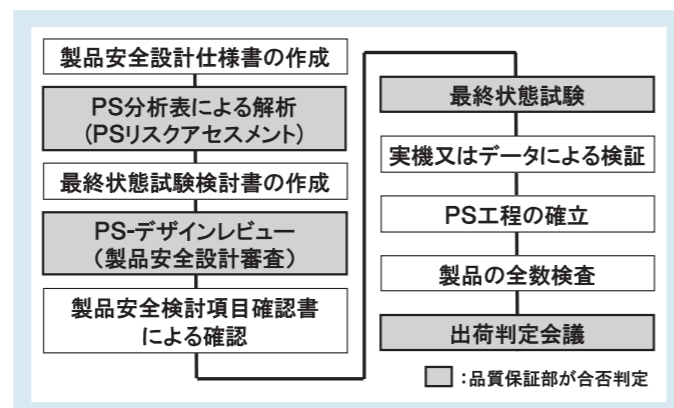 製品安全設計仕様書の作成
PS分析表による解析
(PSリスクアセスメント)
最終状態試験検討書の作成
PS-デザインレビュー
(製品安全設計審査)
製品安全検討項目確認書
による確認
最終状態試験
実機又はデータによる検証
PS工程の確立
製品の全数検査
出荷判定会議
:品質保証部が合否判定